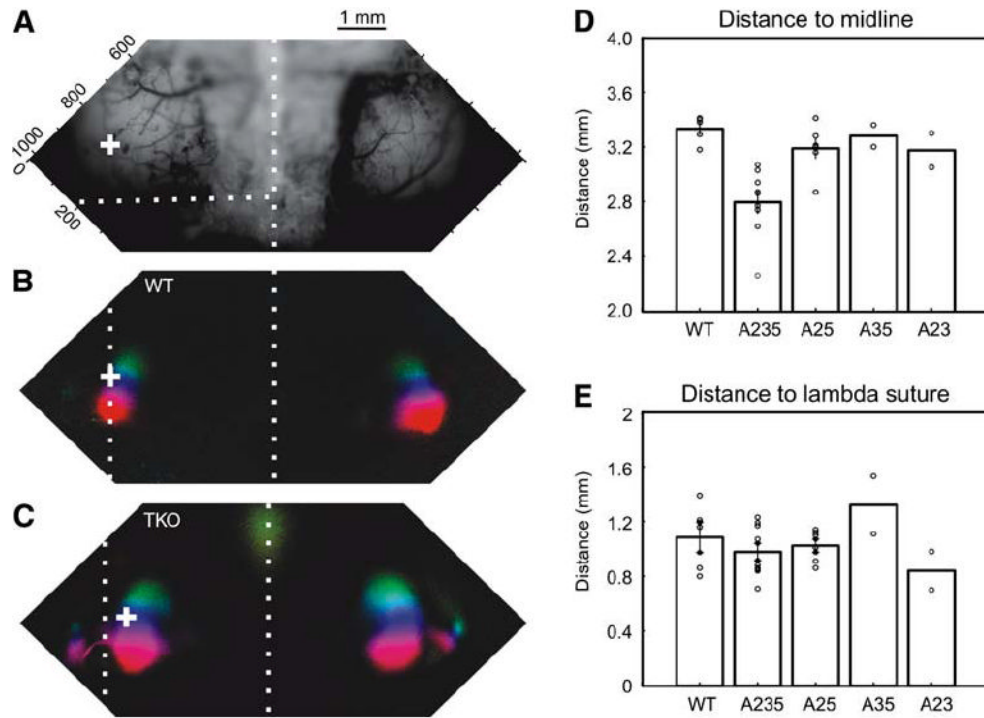 A
1 mm
600
800
1000
0
200
B
WT
C
TKO
D
Distance to midline
Distance (mm)
4.0
3.6
3.2
2.8
2.4
2.0
WT A235 A25 A35 A23
E
Distance to lambda suture
Distance (mm)
2
1.6
1.2
0.8
0.4
0
WT A235 A25 A35 A23